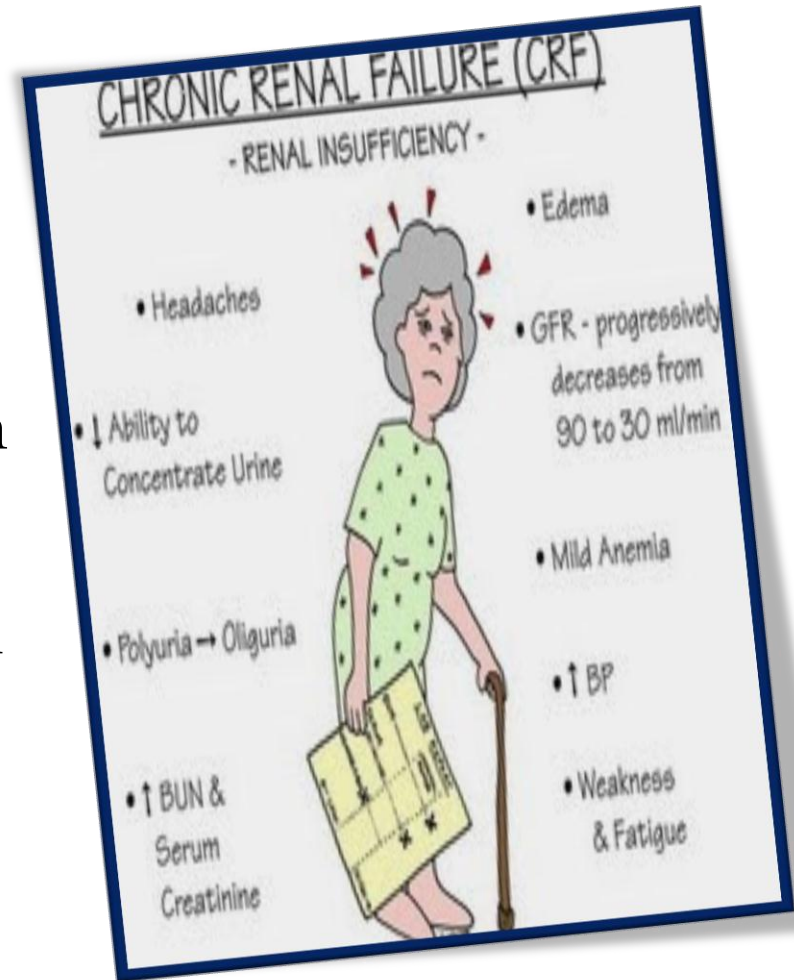 CHRONIC RENAL FAILURE (CRF)
- RENAL INSUFFICIENCY -
• Headaches
• ↓ Ability to
Concentrate Urine
• Polyuria → Oliguria
• ↑ BUN &
Serum
Creatinine
• Edema
• GFR - progressively
decreases from
90 to 30 ml/min
• Mild Anemia
• ↑ BP
• Weakness
& Fatigue